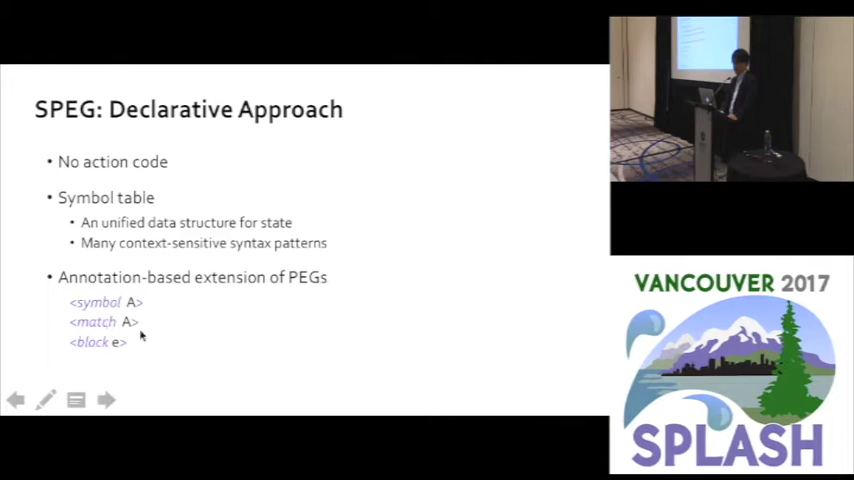 SPEG: Declarative Approach
• No action code
• Symbol table
• An unified data structure for state
• Many context-sensitive syntax patterns
• Annotation-based extension of PEGs
<symbol A>
<match A>
<block e>
VANCOUVER 2017
SPLASH